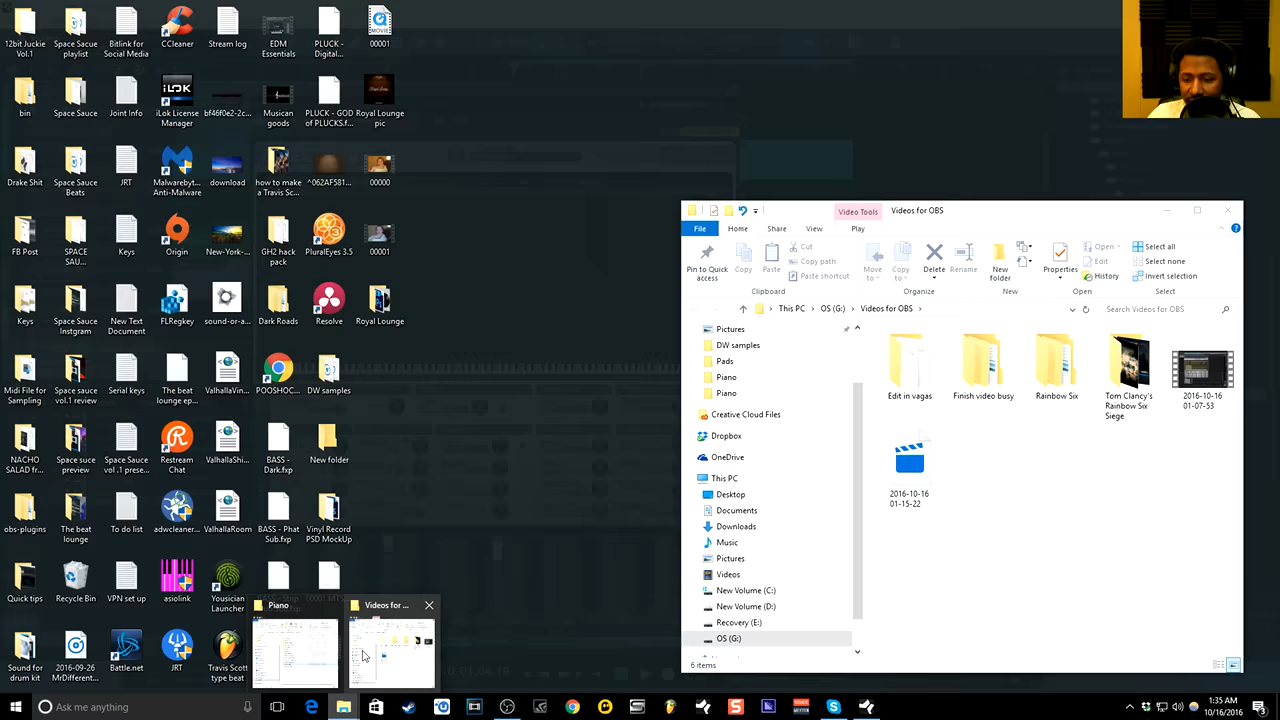 12bit Juckie
Vol.1
Space Sacue
playlist
Bitlink for
Social Media
CCleaner
Stream log
EDM
Essentials
PLUCK -
Digital...
00001
bin
Space Sauce
Joint Info
iLok License
Manager
bf46f0e2-2c...
Musican
goods
PLUCK - GOD
of PLUCKS.f...
Royal Lounge
pic
Drake Shit
Space Sauce
Beats
JRT
Malwarebyt...
Anti-Malware
download
how to make
a Travis Sc...
^062AF581...
00000
FB Post
SPACE
SAU...
Keys
Origin
New-York-...
GH2 hack
pack
PluralEyes 3.5
00001
Keys
Space Sauce
Instgram
New Text
Document
Rt.Regkey
sound-or-a...
Dark Roads
Resolve
Royal Lounge
Midi File for
Sampling
Space sauce
vol.1 review
Serial keys
The beat
lounge ep...
ValhallaVin...
POOSHOC...
DW samples
NACHO
SALAD fr...
Space suce
preview
Space Sauce
vol .1 prese...
Restream
Chat
ValhallaShi...
BASS -
Dark.fxp
New folder
obs-plugins
The beat
lounge
To do list
adwcleaner...
ValhallaRoom
BASS - Phat
Sub.fxp
Vinyl Record
PSD MockUp
Quick tips
Recycle Bin
VPN set up
asiolink
Yousician
Launcher
Sound for
drum kit
2016-09-26
MrDifferen...
Battle.net
JRT
Travis Scott
type beat
Piano
Videos for ...
Video Tools
Videos for OBS
File
Home
Share
View
Play
Pin to Quick
access
Copy
Paste
Cut
Copy path
Paste shortcut
Clipboard
Move
to
Copy
to
Delete
Rename
Organize
New
folder
New
Properties
Open
Edit
History
Open
Select all
Select none
Invert selection
Select
This PC
OS (G:)
Videos for OBS
Search Videos for OBS
Pictures
DW samples
Pads
Piano
Piano
Creative Cloud Files
Dropbox
OneDrive
This PC
Desktop
Documents
Downloads
Music
Pictures
Videos
New Volume (C:)
New Volume (D:)
Recovery (E:)
OS (G:)
Edit in vagas
Finish video busy
Rainbow Six
Tom Clancy's
Rainbow Six
Siege
2016-10-16
01-07-53
2016-10-16
01-15-22
6 items
Ask me anything
1:35 AM
10/16/2016